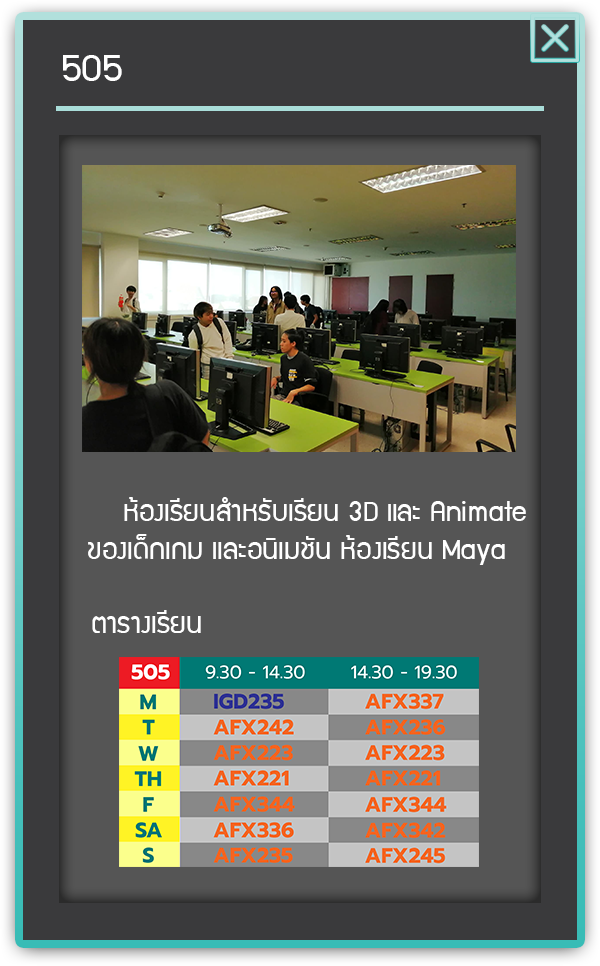 505
ห้องเรียนสำหรับเรียน 3D และ Animate
ของเด็กเกม และอนิเมชัน ห้องเรียน Maya
ตารางเรียน
505 9.30 - 14.30 14.30 - 19.30
M IGD235 AFX337
T AFX242 AFX236
W AFX223 AFX223
TH AFX221 AFX221
F AFX344 AFX344
SA AFX336 AFX342
S AFX235 AFX245